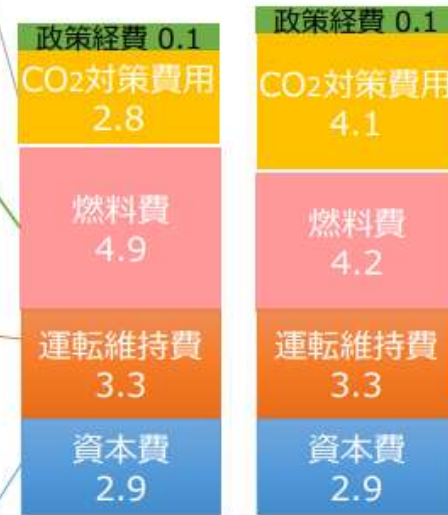 政策経費 0.1
CO2対策費用
2.8
燃料費
4.9
運転維持費
3.3
資本費
2.9
政策経費 0.1
CO2対策費用
4.1
燃料費
4.2
運転維持費
3.3
資本費
2.9